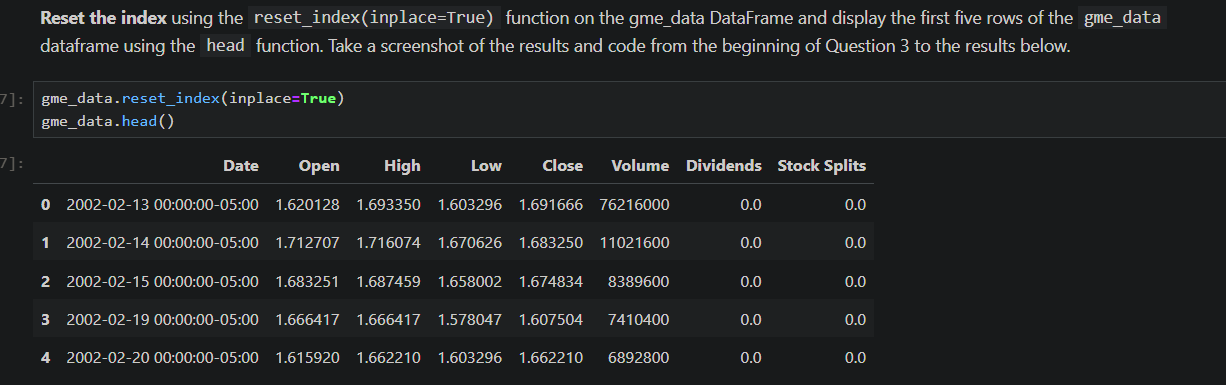 Reset the index using the reset_index(inplace=True) function on the gme_data DataFrame and display the first five rows of the gme_data
dataframe using the head function. Take a screenshot of the results and code from the beginning of Question 3 to the results below.
7]: gme_data.reset_index(inplace=True)
gme_data.head()
7]: Date Open High Low Close Volume Dividends Stock Splits
0 2002-02-13 00:00:00-05:00 1.620128 1.693350 1.603296 1.691666 76216000 0.0 0.0
1 2002-02-14 00:00:00-05:00 1.712707 1.716074 1.670626 1.683250 11021600 0.0 0.0
2 2002-02-15 00:00:00-05:00 1.683251 1.687459 1.658002 1.674834 8389600 0.0 0.0
3 2002-02-19 00:00:00-05:00 1.666417 1.666417 1.578047 1.607504 7410400 0.0 0.0
4 2002-02-20 00:00:00-05:00 1.615920 1.662210 1.603296 1.662210 6892800 0.0 0.0